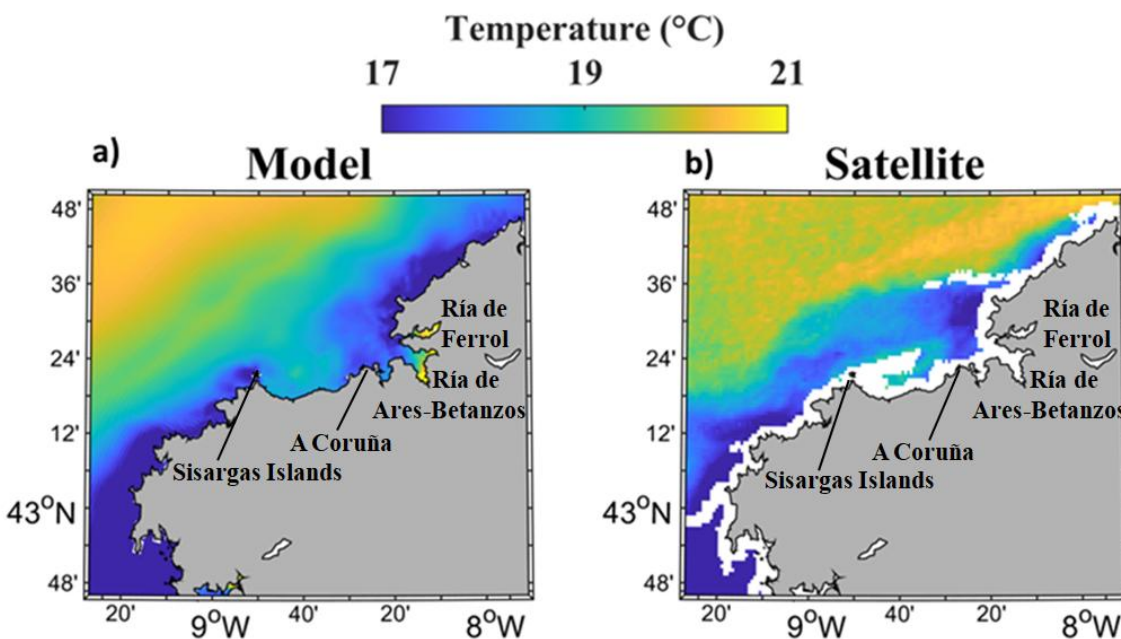 Temperature (°C)
17 19 21
a)
Model
48'
36'
24'
12'
43°N
48'
20'
9°W
40'
20'
8°W
Ría de
Ferrol
Ría de
Ares-Betanzos
A Coruña
Sisargas Islands
b)
Satellite
48'
36'
24'
12'
43°N
48'
20'
9°W
40'
20'
8°W
Ría de
Ferrol
Ría de
Ares-Betanzos
A Coruña
Sisargas Islands